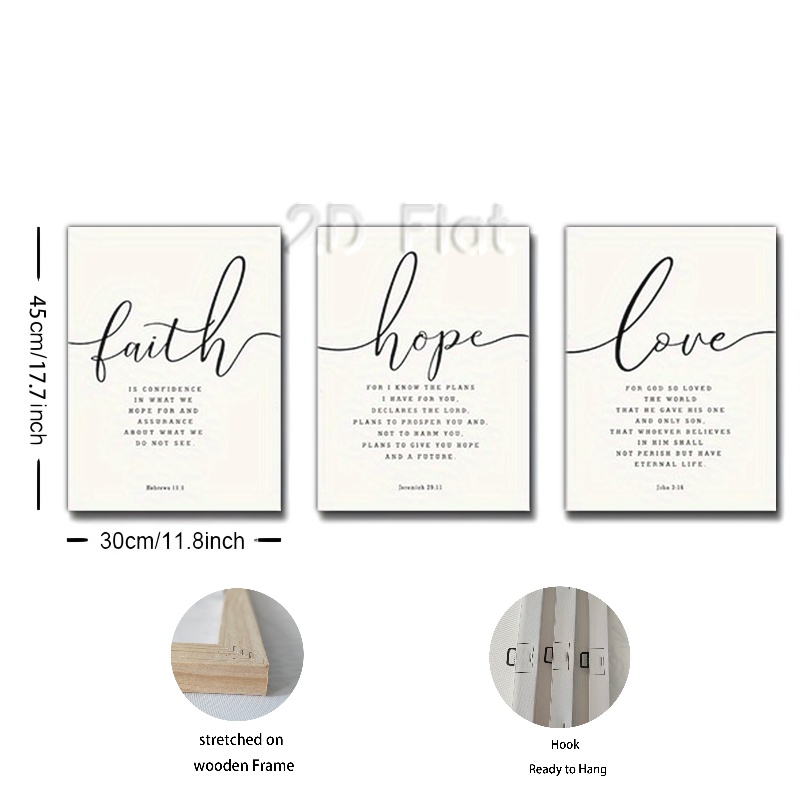 2D Flat
45cm/17.7inch
faith
IS CONFIDENCE
IN WHAT WE
HOPE FOR AND
ASSURANCE
ABOUT WHAT WE
DO NOT SEE.
Hebrews 11:1
hope
FOR I KNOW THE PLANS
I HAVE FOR YOU,
DECLARES THE LORD,
PLANS TO PROSPER YOU AND,
NOT TO HARM YOU,
PLANS TO GIVE YOU HOPE
AND A FUTURE.
Jeremiah 29:11
love
FOR GOD SO LOVED
THE WORLD
THAT HE GAVE HIS ONE
AND ONLY SON,
THAT WHOEVER BELIEVES
IN HIM SHALL
NOT PERISH BUT HAVE
ETERNAL LIFE.
John 3:16
30cm/11.8inch
stretched on
wooden Frame
Hook
Ready to Hang